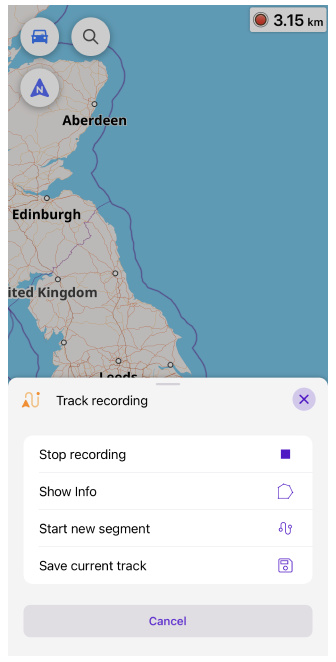 3.15 km
N
Aberdeen
Edinburgh
ited Kingdom
Leeds
Track recording
Stop recording
Show Info
Start new segment
Save current track
Cancel